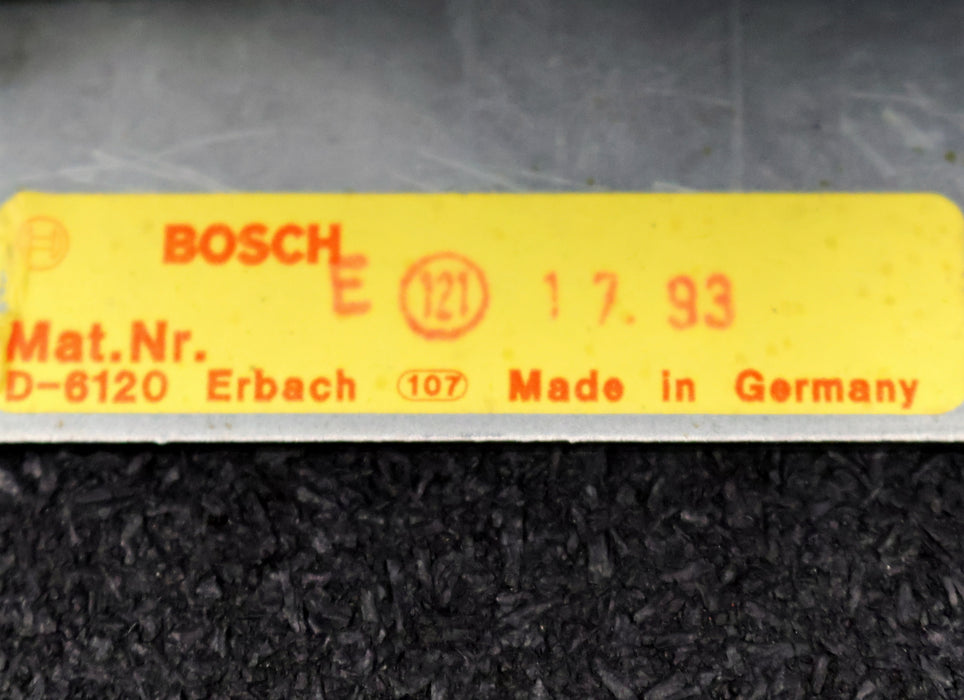 BOSCH
E 121 17. 93
Mat.Nr.
D-6120 Erbach 107 Made in Germany